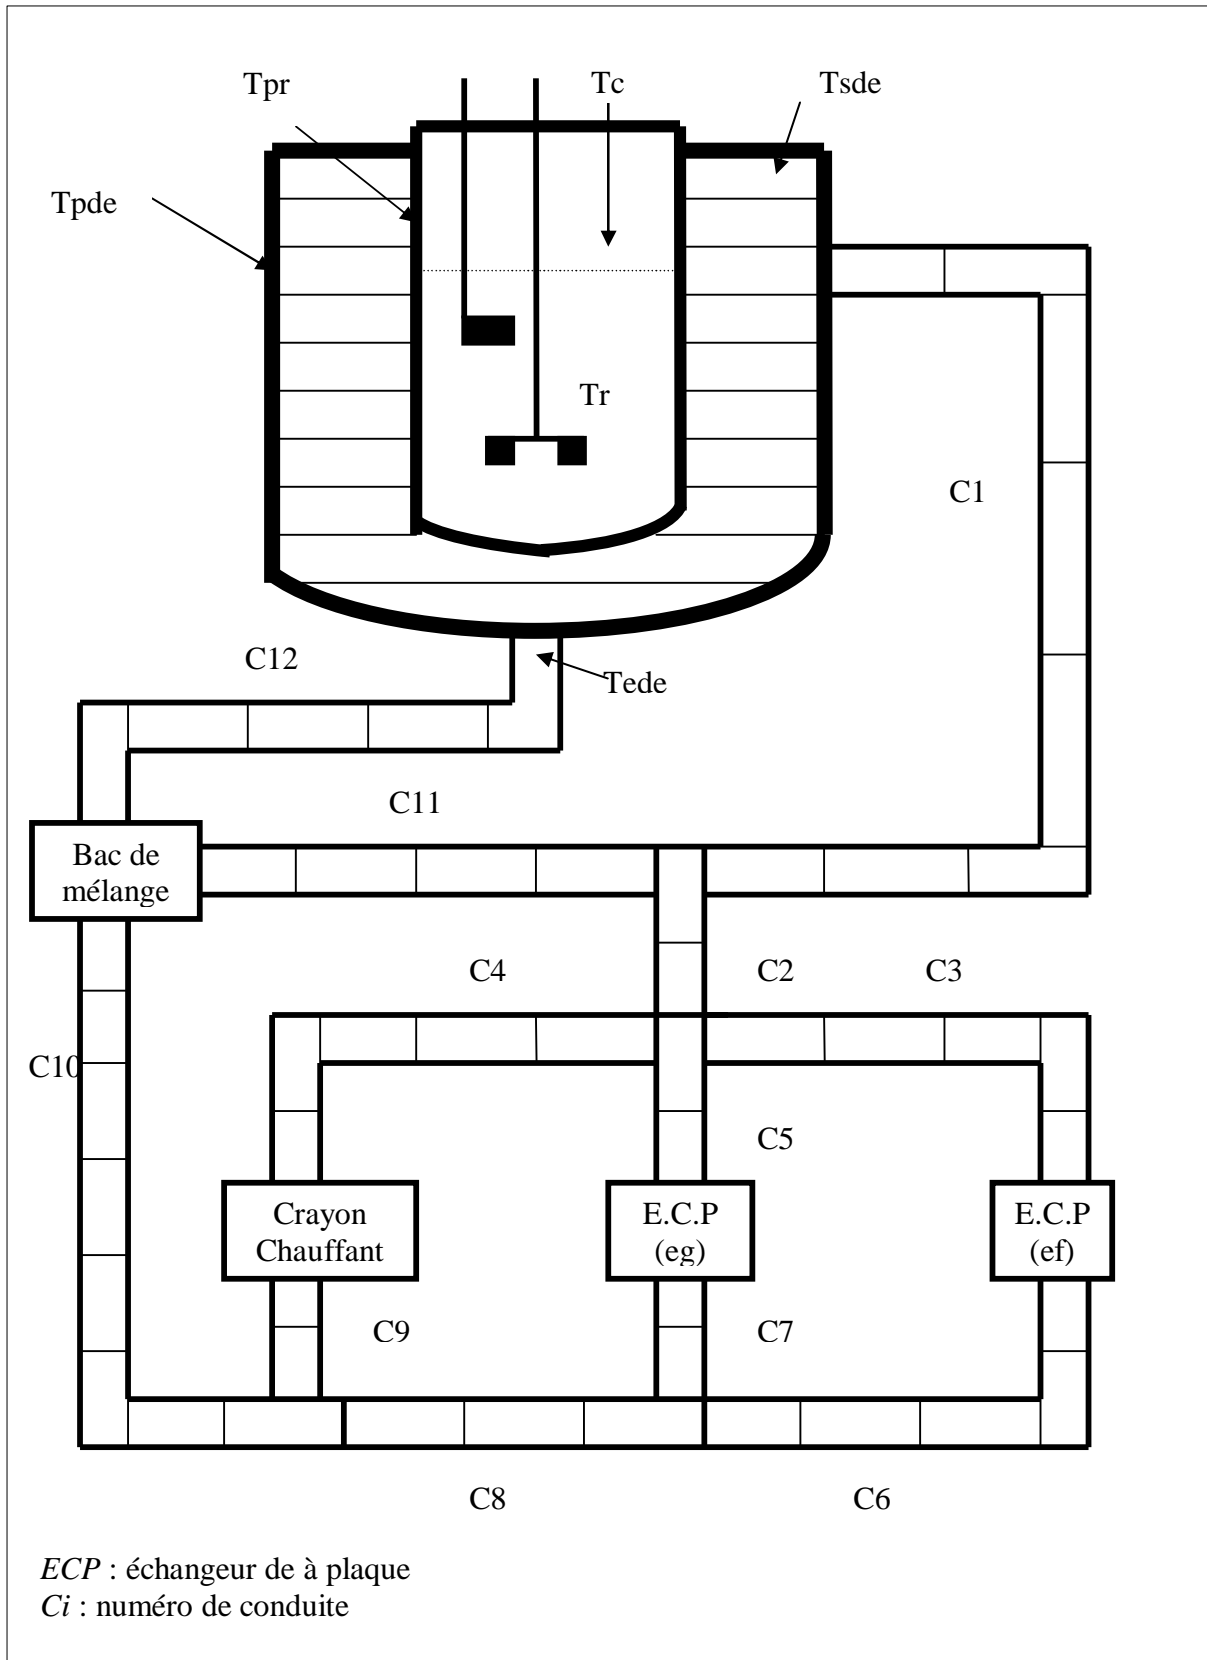 Tpr
Tc
Tsde
Tpde
Tr
C1
C12
Tede
C11
Bac de
mélange
C4
C2
C3
C10
C5
Crayon
Chauffant
E.C.P
(eg)
E.C.P
(ef)
C9
C7
C8
C6
ECP : échangeur de à plaque
Ci : numéro de conduite